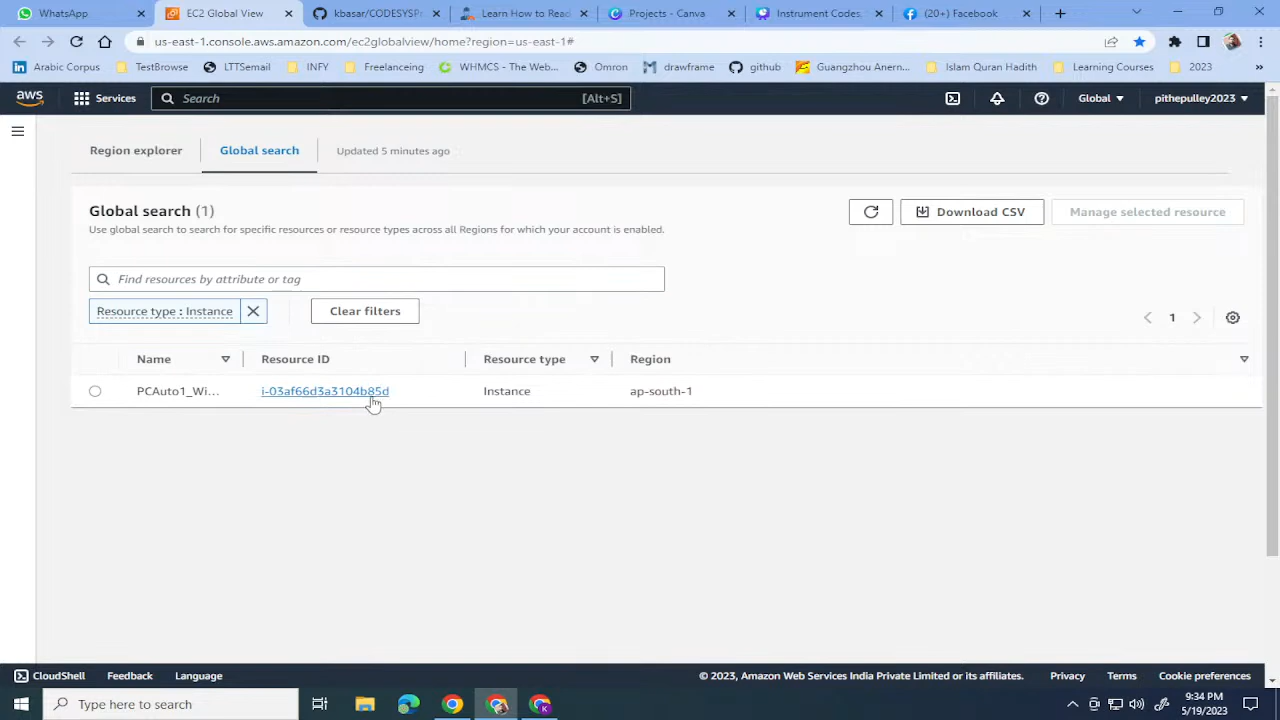 WhatsApp
EC2 Global View
kbasar/CODESYSP
Learn How to Read
Projects - Canva
Instrument Codes,
(20+) Facebook
us-east-1.console.aws.amazon.com/ec2globalview/home?region=us-east-1#
Arabic Corpus
TestBrowse
LTTSemail
INFY
Freelanceing
WHMCS - The Web...
Omron
drawframe
github
Guangzhou Anern...
Islam Quran Hadith
Learning Courses
2023
»
aws
Services
Search
[Alt+S]
Global
pithepulley2023
Region explorer
Global search
Updated 5 minutes ago
Global search (1)
Use global search to search for specific resources or resource types across all Regions for which your account is enabled.
Download CSV
Manage selected resource
Find resources by attribute or tag
Resource type : Instance
Clear filters
1
Name
Resource ID
Resource type
Region
PCAuto1_Wi...
i-03af66d3a3104b85d
Instance
ap-south-1
CloudShell
Feedback
Language
© 2023, Amazon Web Services India Private Limited or its affiliates.
Privacy
Terms
Cookie preferences
Type here to search
K
9:34 PM
5/19/2023